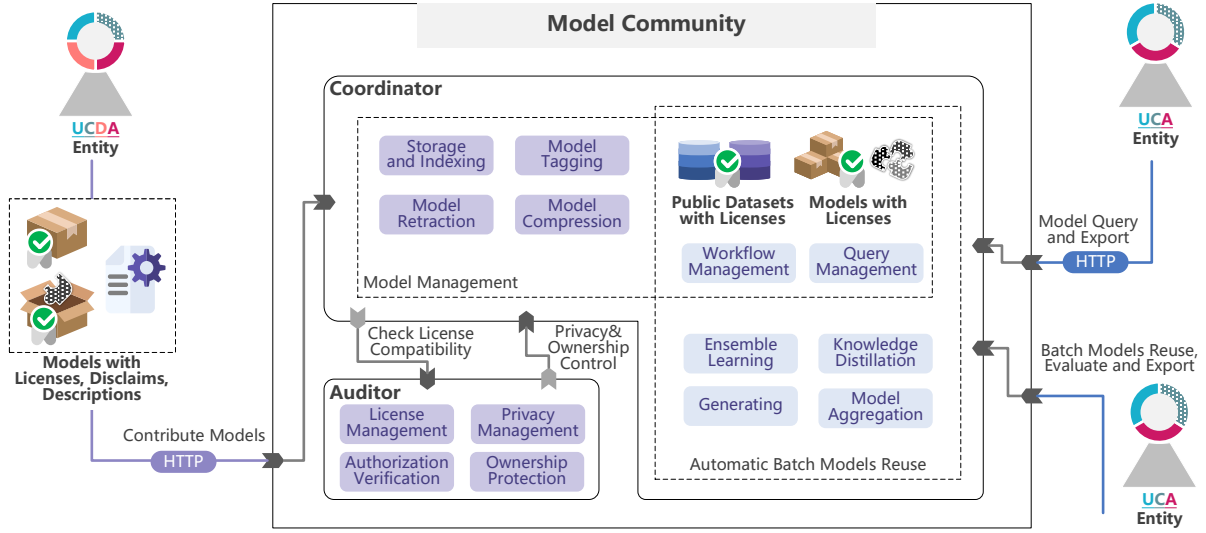 Model Community
UCDA
Entity
Models with
Licenses, Disclaims,
Descriptions
Contribute Models
HTTP
Coordinator
Storage
and Indexing
Model
Tagging
Model
Retraction
Model
Compression
Model Management
Public Datasets
with Licenses
Models with
Licenses
Workflow
Management
Query
Management
Check License
Compatibility
Privacy&
Ownership
Control
Auditor
License
Management
Privacy
Management
Authorization
Verification
Ownership
Protection
Ensemble
Learning
Knowledge
Distillation
Generating
Model
Aggregation
Automatic Batch Models Reuse
UCA
Entity
Model Query
and Export
HTTP
Batch Models Reuse,
Evaluate and Export
UCA
Entity